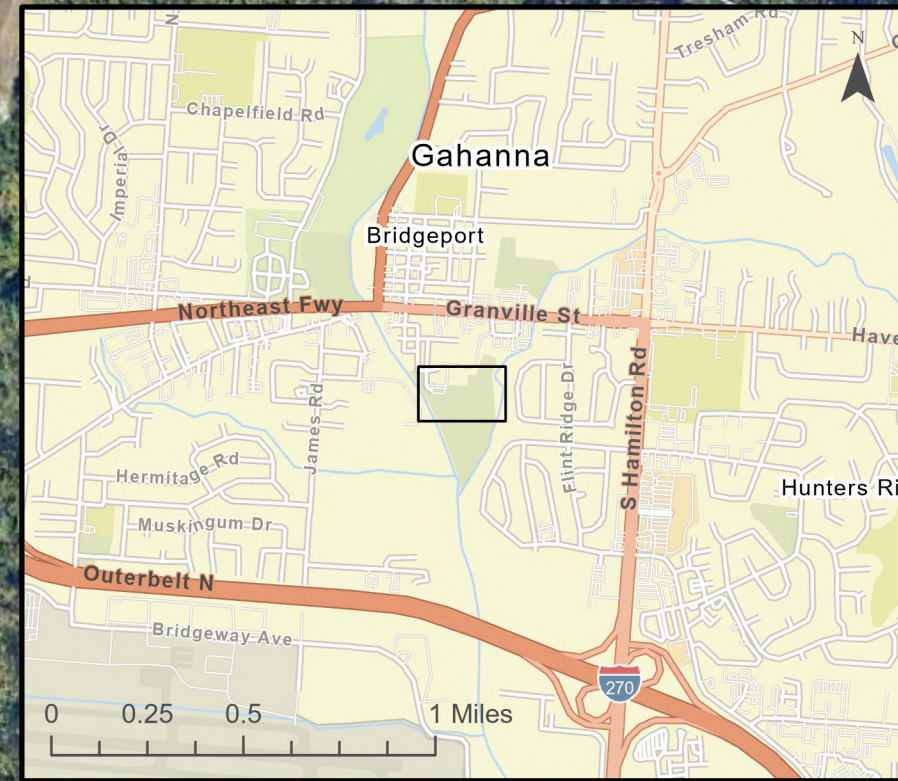 N
Tresham Rd
N
Chapelfield Rd
Imperial Dr
Gahanna
Bridgeport
Northeast Fwy
Granville St
Have
James Rd
S Hamilton Rd
Flint Ridge Dr
Hermitage Rd
Hunters Ri
Muskingum Dr
Outerbelt N
Bridgeway Ave
270
0 0.25 0.5 1 Miles